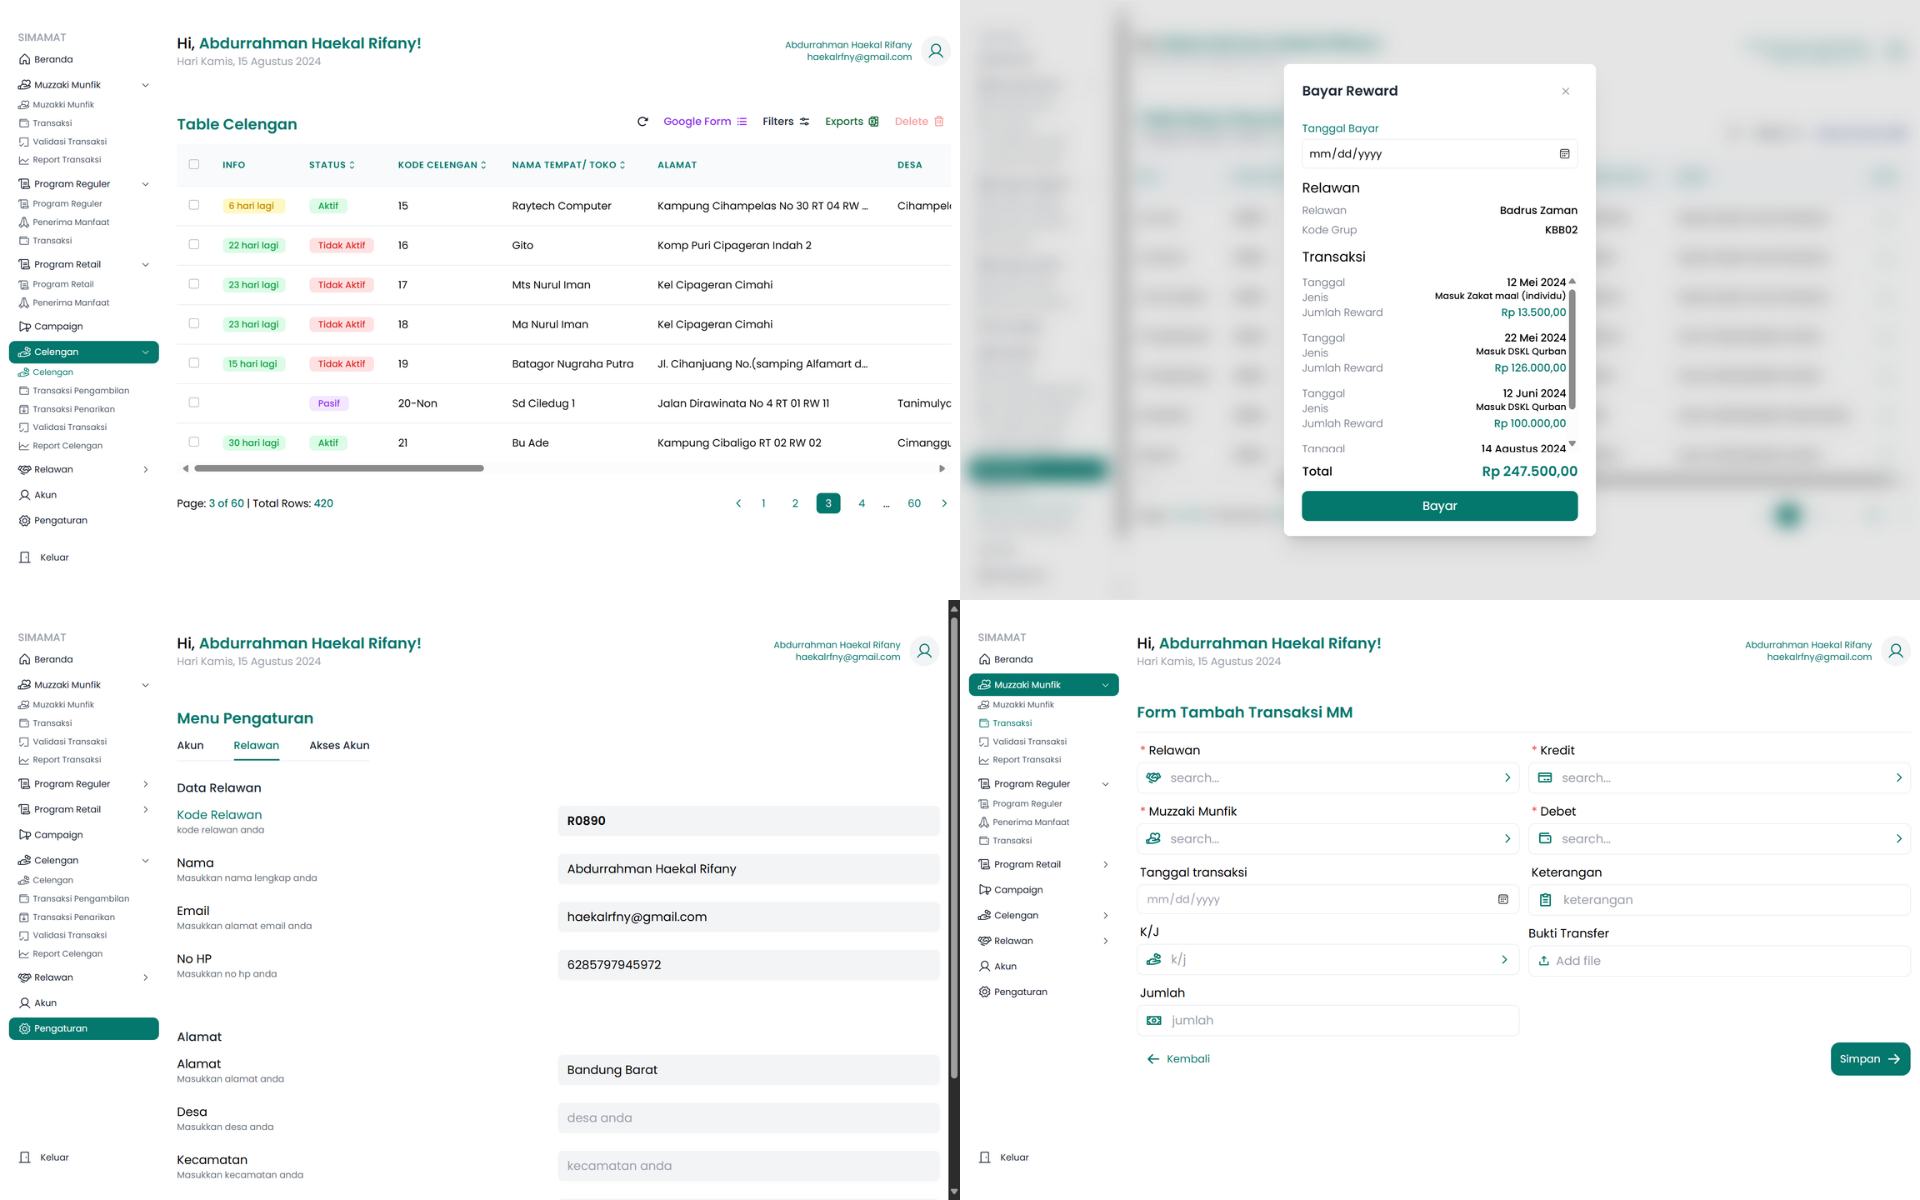 SIMAMAT
Beranda
Muzzaki Munfik
Muzakki Munfik
Transaksi
Validasi Transaksi
Report Transaksi
Program Reguler
Program Reguler
Penerima Manfaat
Transaksi
Program Retail
Program Retail
Penerima Manfaat
Campaign
Celengan
Celengan
Transaksi Pengambilan
Transaksi Penarikan
Validasi Transaksi
Report Celengan
Relawan
Akun
Pengaturan
Keluar
Hi, Abdurrahman Haekal Rifany!
Hari Kamis, 15 Agustus 2024
Abdurrahman Haekal Rifany
haekalrfny@gmail.com
Table Celengan
Google Form Filters Exports Delete
INFO STATUS KODE CELENGAN NAMA TEMPAT/ TOKO ALAMAT DESA
6 hari lagi Aktif 15 Raytech Computer Kampung Cihampelas No 30 RT 04 RW ... Cihampel
22 hari lagi Tidak Aktif 16 Gito Komp Puri Cipageran Indah 2
23 hari lagi Tidak Aktif 17 Mts Nurul Iman Kel Cipageran Cimahi
23 hari lagi Tidak Aktif 18 Ma Nurul Iman Kel Cipageran Cimahi
15 hari lagi Tidak Aktif 19 Batagor Nugraha Putra Jl. Cihanjuang No.(samping Alfamart d...
Pasif 20-Non Sd Ciledug 1 Jalan Dirawinata No 4 RT 01 RW 11 Tanimulyc
30 hari lagi Aktif 21 Bu Ade Kampung Cibaligo RT 02 RW 02 Cimanggu
Page: 3 of 60 | Total Rows: 420
1 2 3 4 ... 60
Bayar Reward
Tanggal Bayar
mm/dd/yyyy
Relawan
Relawan Badrus Zaman
Kode Grup KBB02
Transaksi
Tanggal 12 Mei 2024
Jenis Masuk Zakat maal (individu)
Jumlah Reward Rp 13.500,00
Tanggal 22 Mei 2024
Jenis Masuk DSKL Qurban
Jumlah Reward Rp 126.000,00
Tanggal 12 Juni 2024
Jenis Masuk DSKL Qurban
Jumlah Reward Rp 100.000,00
Tanggal 14 Agustus 2024
Total Rp 247.500,00
Bayar
SIMAMAT
Beranda
Muzzaki Munfik
Muzakki Munfik
Transaksi
Validasi Transaksi
Report Transaksi
Program Reguler
Program Retail
Campaign
Celengan
Celengan
Transaksi Pengambilan
Transaksi Penarikan
Validasi Transaksi
Report Celengan
Relawan
Akun
Pengaturan
Keluar
Hi, Abdurrahman Haekal Rifany!
Hari Kamis, 15 Agustus 2024
Abdurrahman Haekal Rifany
haekalrfny@gmail.com
Menu Pengaturan
Akun Relawan Akses Akun
Data Relawan
Kode Relawan
kode relawan anda
R0890
Nama
Masukkan nama lengkap anda
Abdurrahman Haekal Rifany
Email
Masukkan alamat email anda
haekalrfny@gmail.com
No HP
Masukkan no hp anda
6285797945972
Alamat
Alamat
Masukkan alamat anda
Bandung Barat
Desa
Masukkan desa anda
desa anda
Kecamatan
Masukkan kecamatan anda
kecamatan anda
SIMAMAT
Beranda
Muzzaki Munfik
Muzakki Munfik
Transaksi
Validasi Transaksi
Report Transaksi
Program Reguler
Program Reguler
Penerima Manfaat
Transaksi
Program Retail
Campaign
Celengan
Relawan
Akun
Pengaturan
Keluar
Hi, Abdurrahman Haekal Rifany!
Hari Kamis, 15 Agustus 2024
Abdurrahman Haekal Rifany
haekalrfny@gmail.com
Form Tambah Transaksi MM
* Relawan
search...
* Kredit
search...
* Muzzaki Munfik
search...
* Debet
search...
Tanggal transaksi
mm/dd/yyyy
Keterangan
keterangan
K/J
k/j
Bukti Transfer
Add file
Jumlah
jumlah
Kembali
Simpan